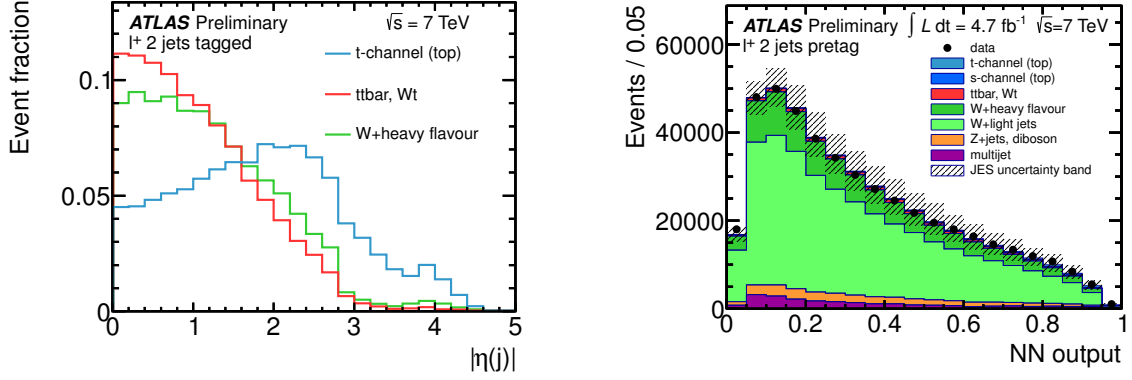 ATLAS Preliminary √s = 7 TeV
l⁺ 2 jets tagged
t-channel (top)
ttbar, Wt
W+heavy flavour
Event fraction
0.1
0.05
0
0 1 2 3 4 5
|η(j)|
ATLAS Preliminary ∫ L dt = 4.7 fb⁻¹ √s=7 TeV
l⁺ 2 jets pretag
data
t-channel (top)
s-channel (top)
ttbar, Wt
W+heavy flavour
W+light jets
Z+jets, diboson
multijet
JES uncertainty band
Events / 0.05
60000
40000
20000
0
0 0.2 0.4 0.6 0.8 1
NN output